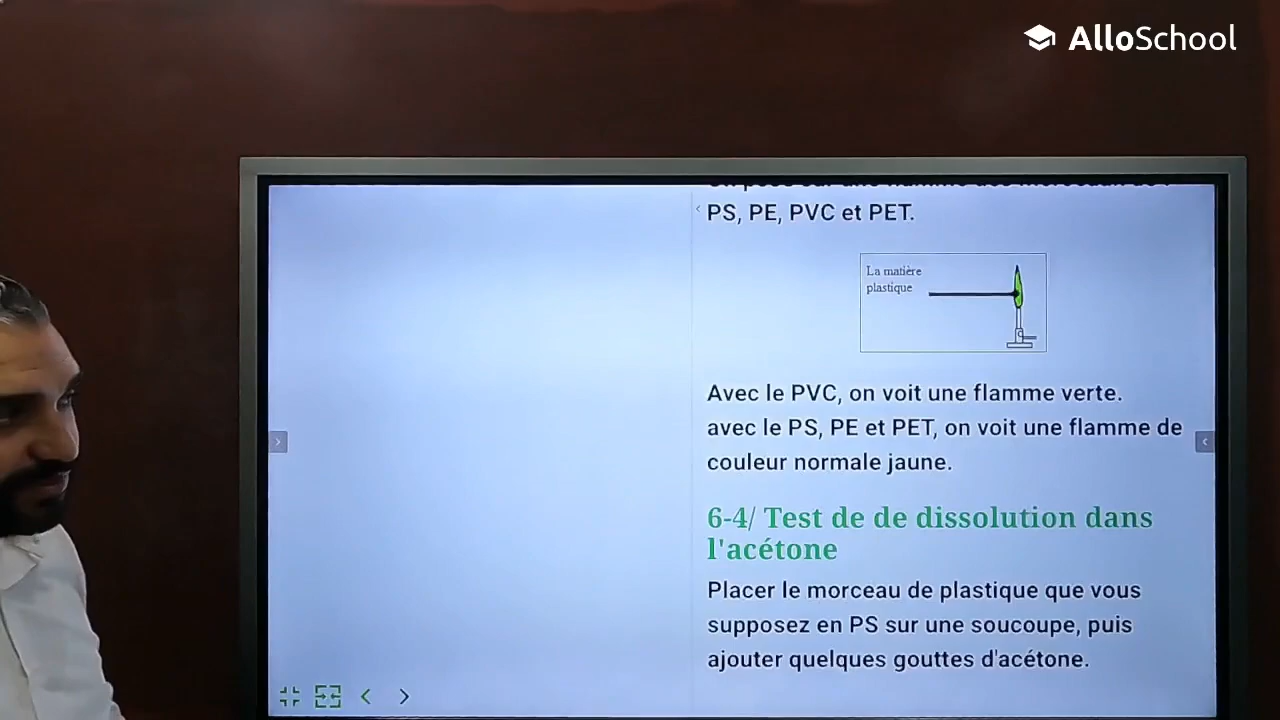 AlloSchool
PS, PE, PVC et PET.
La matière
plastique
Avec le PVC, on voit une flamme verte.
avec le PS, PE et PET, on voit une flamme de
couleur normale jaune.
6-4/ Test de de dissolution dans
l'acétone
Placer le morceau de plastique que vous
supposez en PS sur une soucoupe, puis
ajouter quelques gouttes d'acétone.